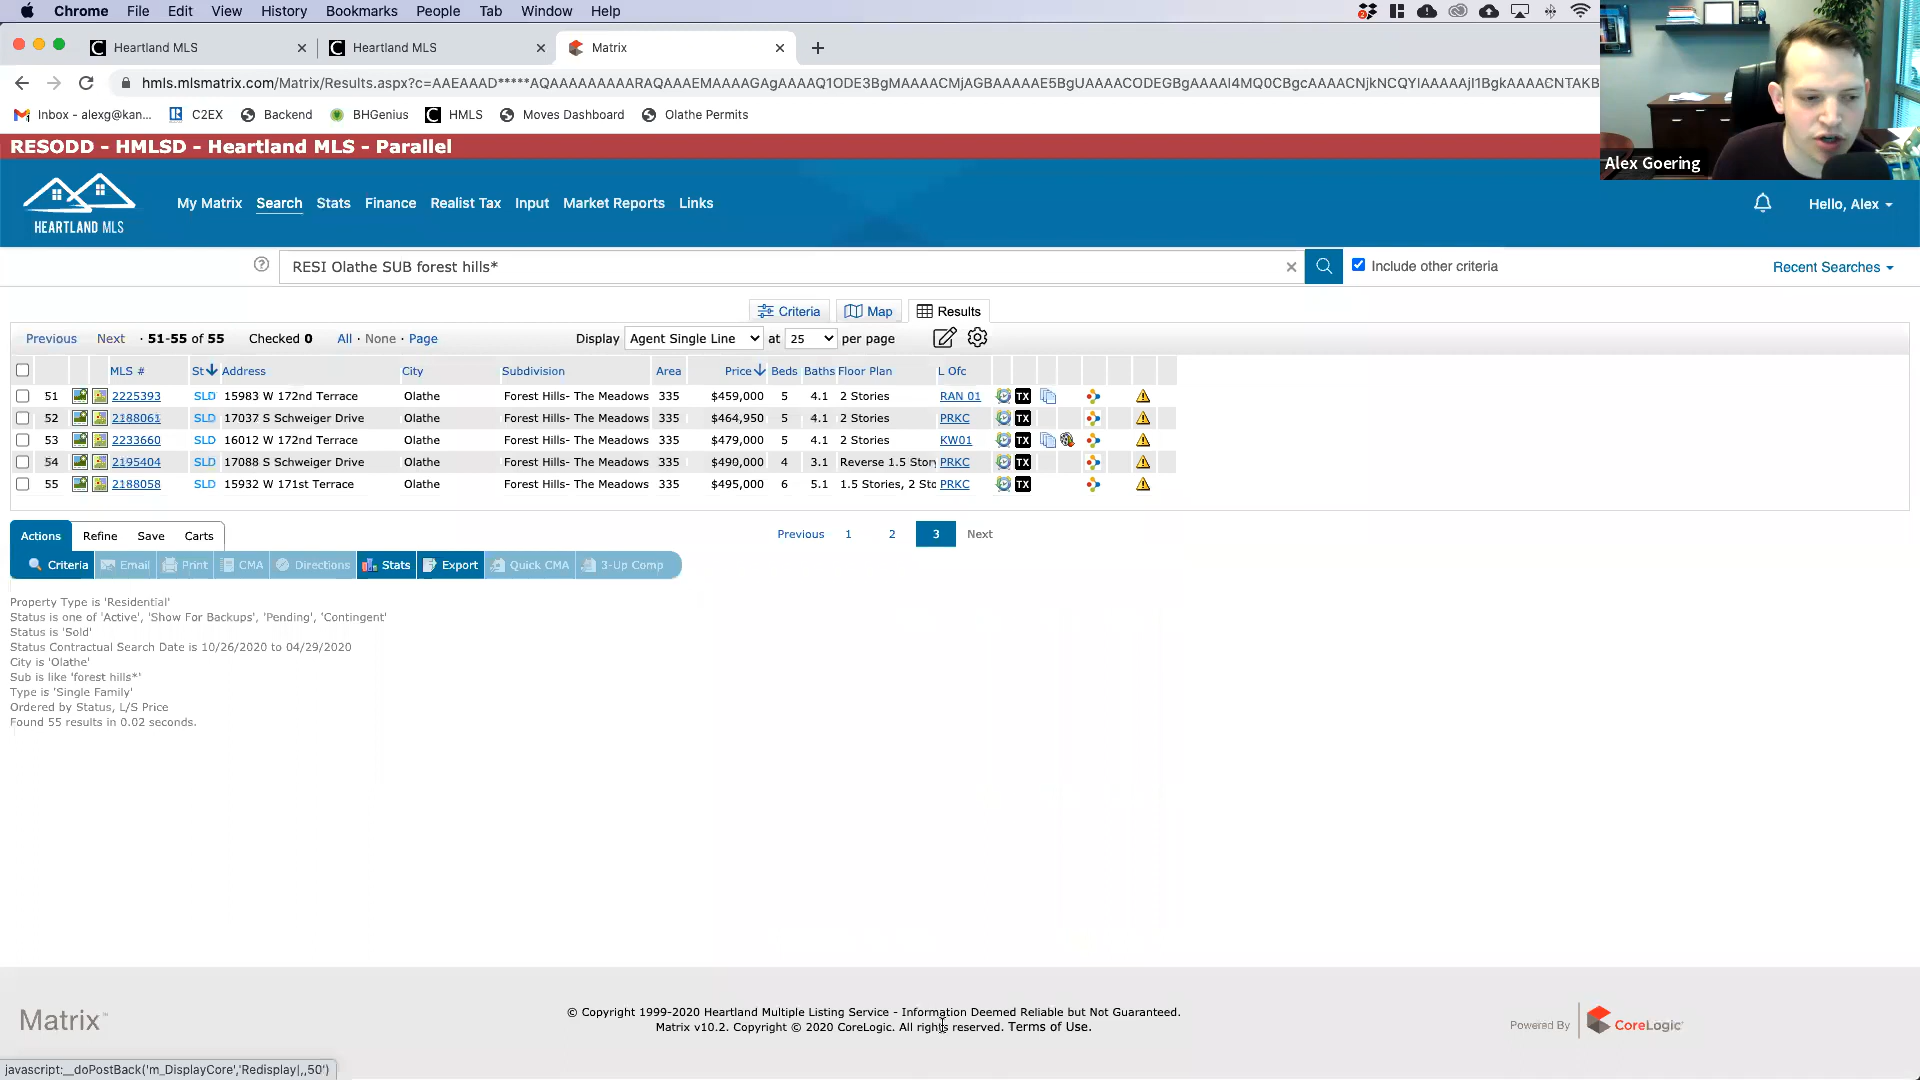 Chrome File Edit View History Bookmarks People Tab Window Help
Heartland MLS
Heartland MLS
Matrix
hmls.mlsmatrix.com/Matrix/Results.aspx?
Inbox - alexg@kan... C2EX Backend BHGenius HMLS Moves Dashboard Olathe Permits
Alex Goering
RESODD - HMLSD - Heartland MLS - Parallel
HEARTLAND MLS
My Matrix Search Stats Finance Realist Tax Input Market Reports Links
Hello, Alex
RESI Olathe SUB forest hills*
Include other criteria
Recent Searches
Criteria Map Results
Previous Next · 51-55 of 55 Checked 0 All · None · Page Display Agent Single Line at 25 per page
MLS # St Address City Subdivision Area Price Beds Baths Floor Plan L Ofc
51 2225393 SLD 15983 W 172nd Terrace Olathe Forest Hills- The Meadows 335 $459,000 5 4.1 2 Stories RAN 01 TX
52 2188061 SLD 17037 S Schweiger Drive Olathe Forest Hills- The Meadows 335 $464,950 5 4.1 2 Stories PRKC TX
53 2233660 SLD 16012 W 172nd Terrace Olathe Forest Hills- The Meadows 335 $479,000 5 4.1 2 Stories KW01 TX
54 2195404 SLD 17088 S Schweiger Drive Olathe Forest Hills- The Meadows 335 $490,000 4 3.1 Reverse 1.5 Story PRKC TX
55 2188058 SLD 15932 W 171st Terrace Olathe Forest Hills- The Meadows 335 $495,000 6 5.1 1.5 Stories, 2 Sto PRKC TX
Actions Refine Save Carts
Previous 1 2 3 Next
Criteria Email Print CMA Directions Stats Export Quick CMA 3-Up Comp
Property Type is 'Residential'
Status is one of 'Active', 'Show For Backups', 'Pending', 'Contingent'
Status is 'Sold'
Status Contractual Search Date is 10/26/2020 to 04/29/2020
City is 'Olathe'
Sub is like 'forest hills*'
Type is 'Single Family'
Ordered by Status, L/S Price
Found 55 results in 0.02 seconds.
Matrix™
© Copyright 1999-2020 Heartland Multiple Listing Service - Information Deemed Reliable but Not Guaranteed.
Matrix v10.2. Copyright © 2020 CoreLogic. All rights reserved. Terms of Use.
Powered By CoreLogic
javascript:__doPostBack('m_DisplayCore','Redisplay|,,50')